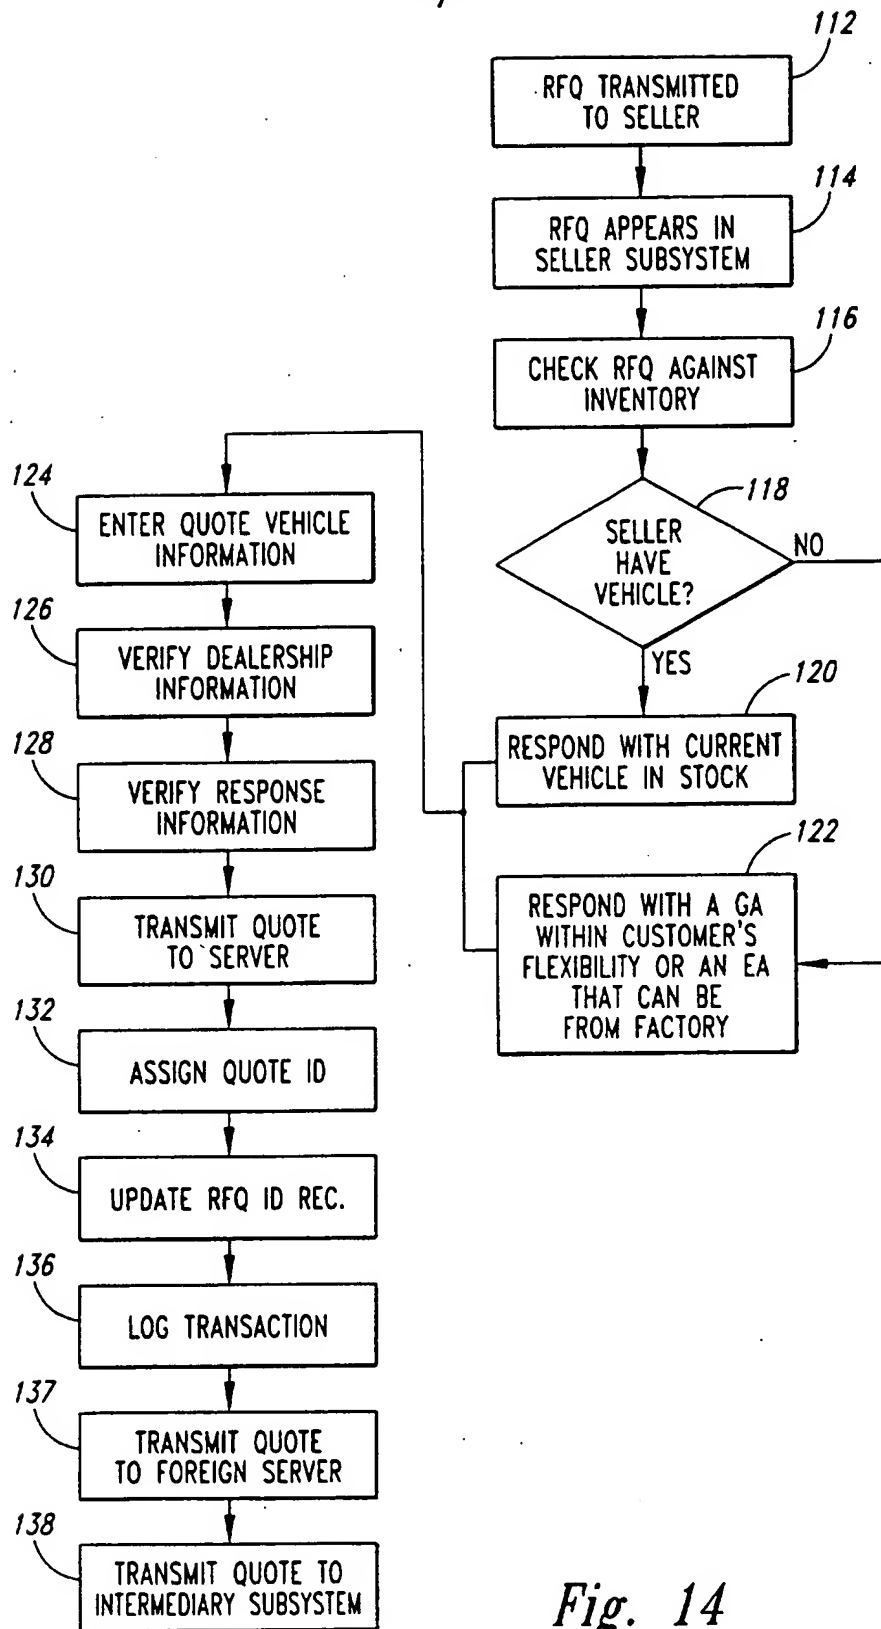 112
RFQ TRANSMITTED
TO SELLER
114
RFQ APPEARS IN
SELLER SUBSYSTEM
116
CHECK RFQ AGAINST
INVENTORY
118
SELLER
HAVE
VEHICLE?
NO
YES
120
RESPOND WITH CURRENT
VEHICLE IN STOCK
122
RESPOND WITH A GA
WITHIN CUSTOMER'S
FLEXIBILITY OR AN EA
THAT CAN BE
FROM FACTORY
124
ENTER QUOTE VEHICLE
INFORMATION
126
VERIFY DEALERSHIP
INFORMATION
128
VERIFY RESPONSE
INFORMATION
130
TRANSMIT QUOTE
TO SERVER
132
ASSIGN QUOTE ID
134
UPDATE RFQ ID REC.
136
LOG TRANSACTION
137
TRANSMIT QUOTE
TO FOREIGN SERVER
138
TRANSMIT QUOTE TO
INTERMEDIARY SUBSYSTEM
Fig. 14